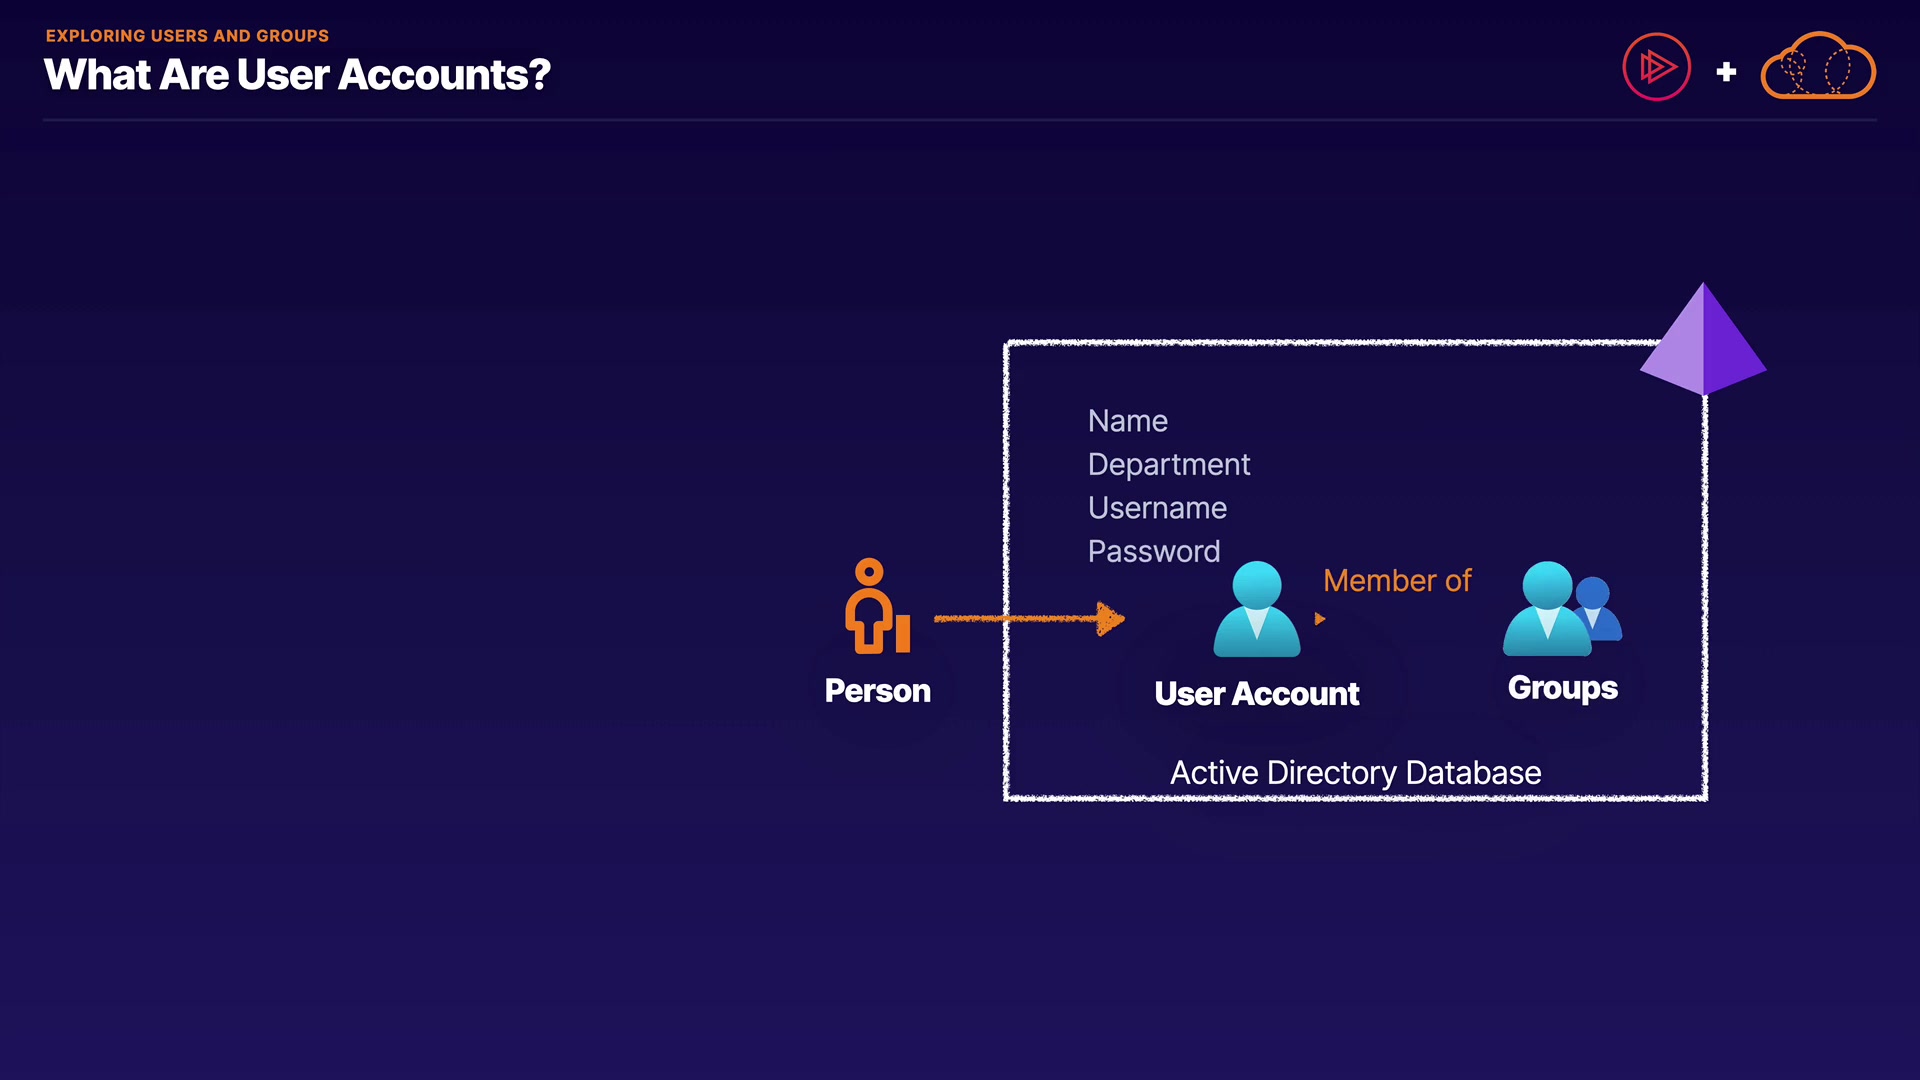 EXPLORING USERS AND GROUPS
What Are User Accounts?
Name
Department
Username
Password
Member of
Person
User Account
Groups
Active Directory Database